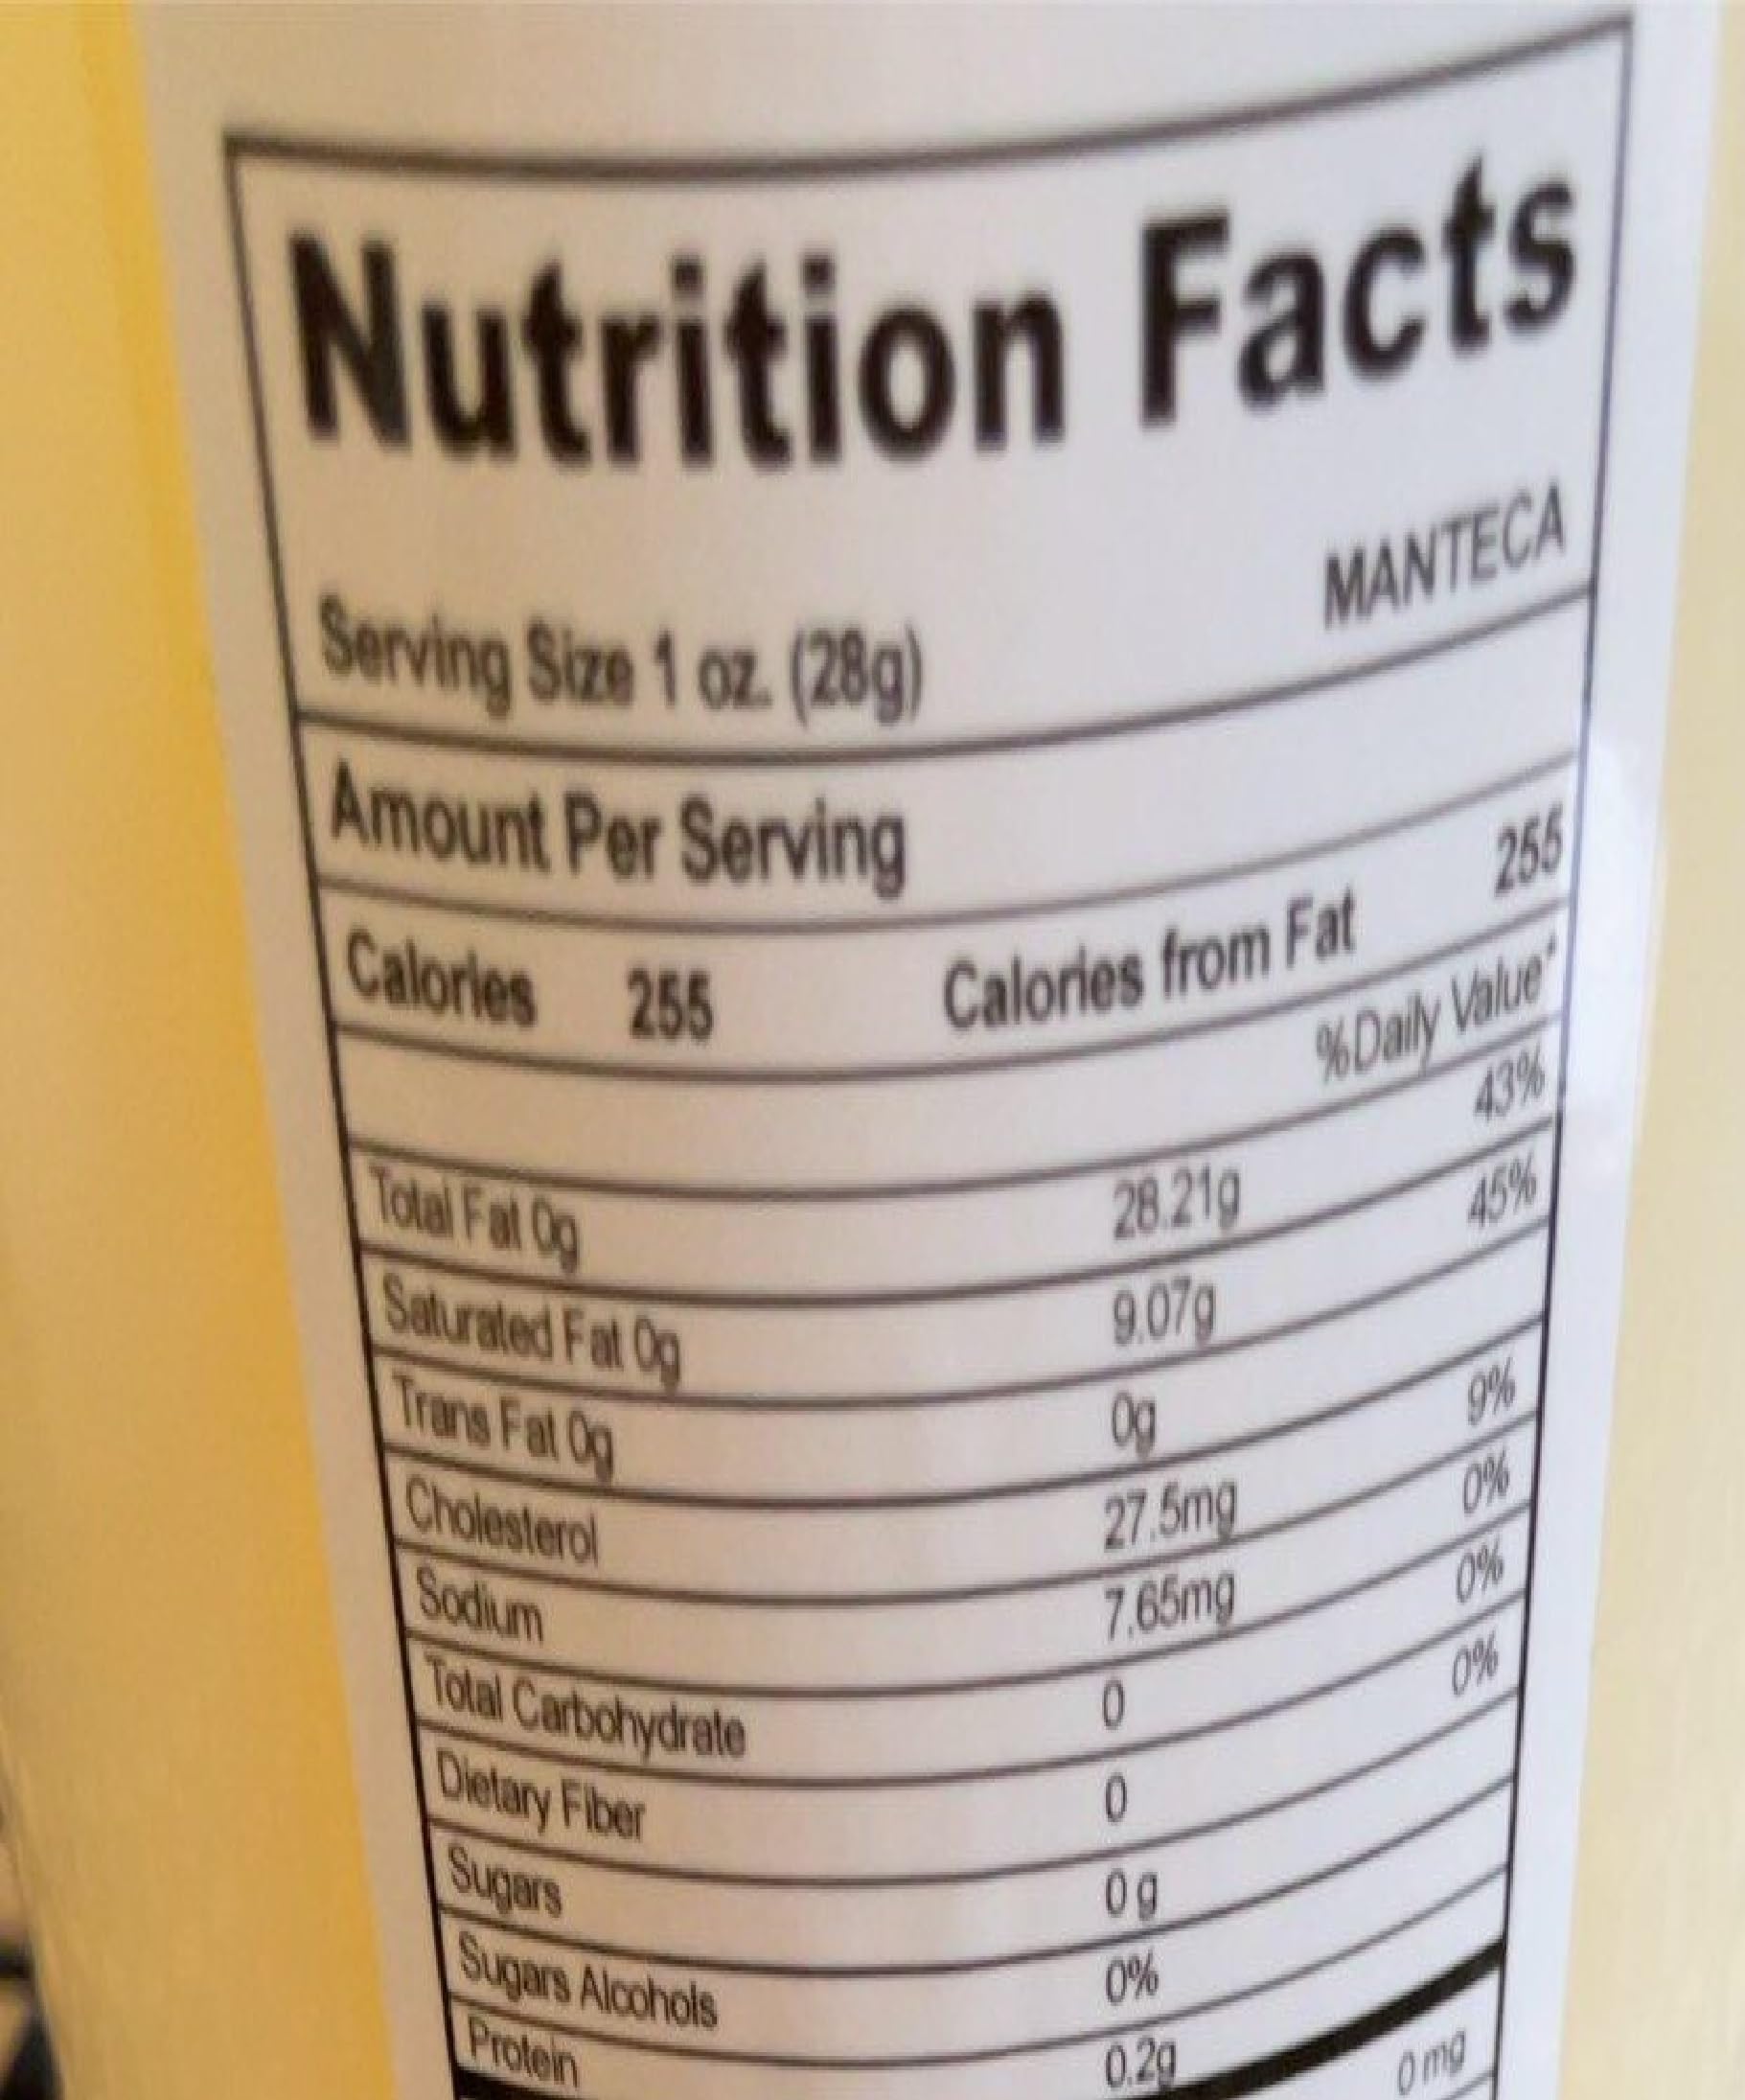 Nutrition Facts
MANTECA
Serving Size 1 oz. (28g)
Amount Per Serving
Calories 255 Calories from Fat 255
%Daily Value*
Total Fat 0g 28.21g 43%
Saturated Fat 0g 9.07g 45%
Trans Fat 0g 0g
Cholesterol 27.5mg 9%
Sodium 7.65mg 0%
Total Carbohydrate 0 0%
Dietary Fiber 0 0%
Sugars 0 g
Sugars Alcohols 0%
Protein 0.2g
0 mg